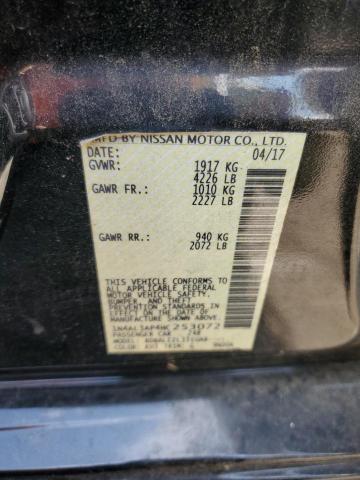 MFD BY NISSAN MOTOR CO., LTD.
DATE: 04/17
GVWR: 1917 KG
4226 LB
GAWR FR.: 1010 KG
2227 LB
GAWR RR.: 940 KG
2072 LB
THIS VEHICLE CONFORMS TO
ALL APPLICABLE FEDERAL
MOTOR VEHICLE SAFETY,
BUMPER, AND THEFT
PREVENTION STANDARDS
IN EFFECT ON THE DATE OF
MANUFACTURE SHOWN ABOVE.
1N4AL3AP4HC253072
PASSENGER CAR
COLOR: TRIM: G